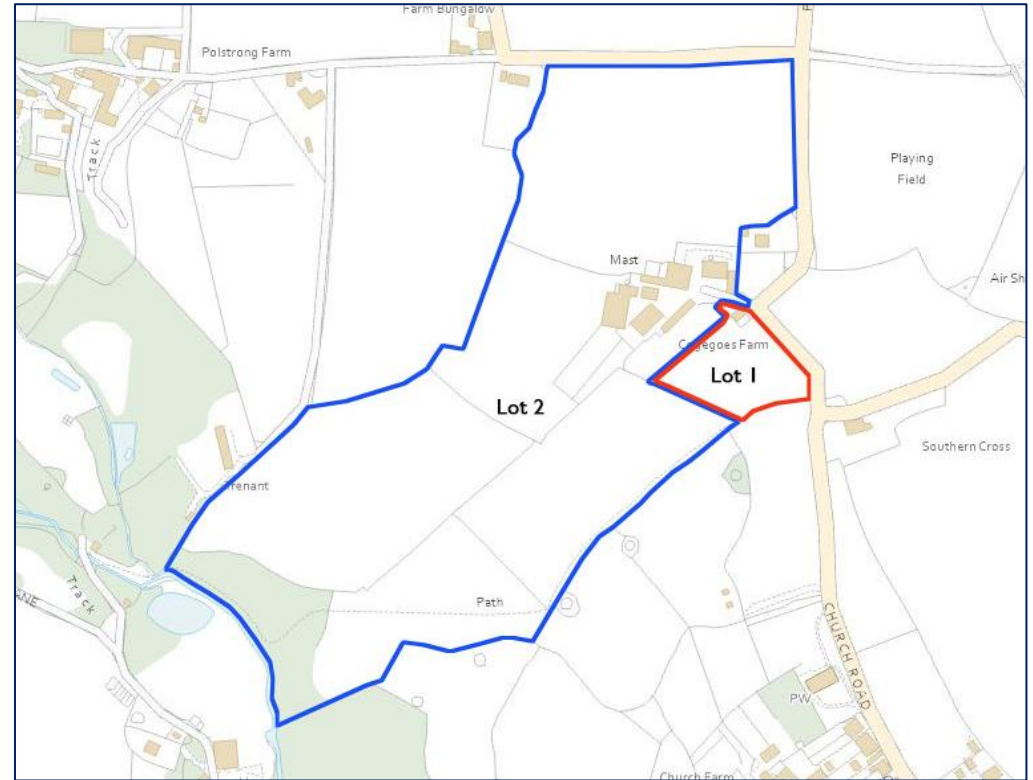 Farm Bungalow
Polstrong Farm
Track
Playing
Field
Mast
Air Sh
Farm
Lot 1
Lot 2
Southern Cross
Trenant
Track
ANE
Path
CHURCH ROAD
PW
Church Farm